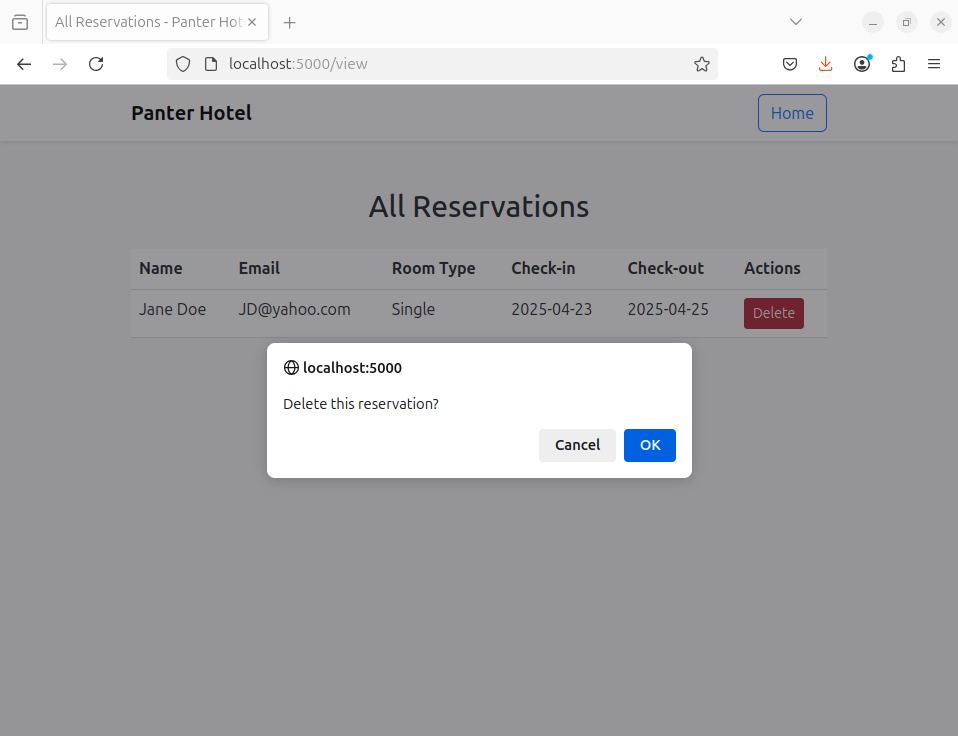 All Reservations - Panter Hot
localhost:5000/view
Panter Hotel
Home
All Reservations
Name Email Room Type Check-in Check-out Actions
Jane Doe JD@yahoo.com Single 2025-04-23 2025-04-25 Delete
localhost:5000
Delete this reservation?
Cancel OK